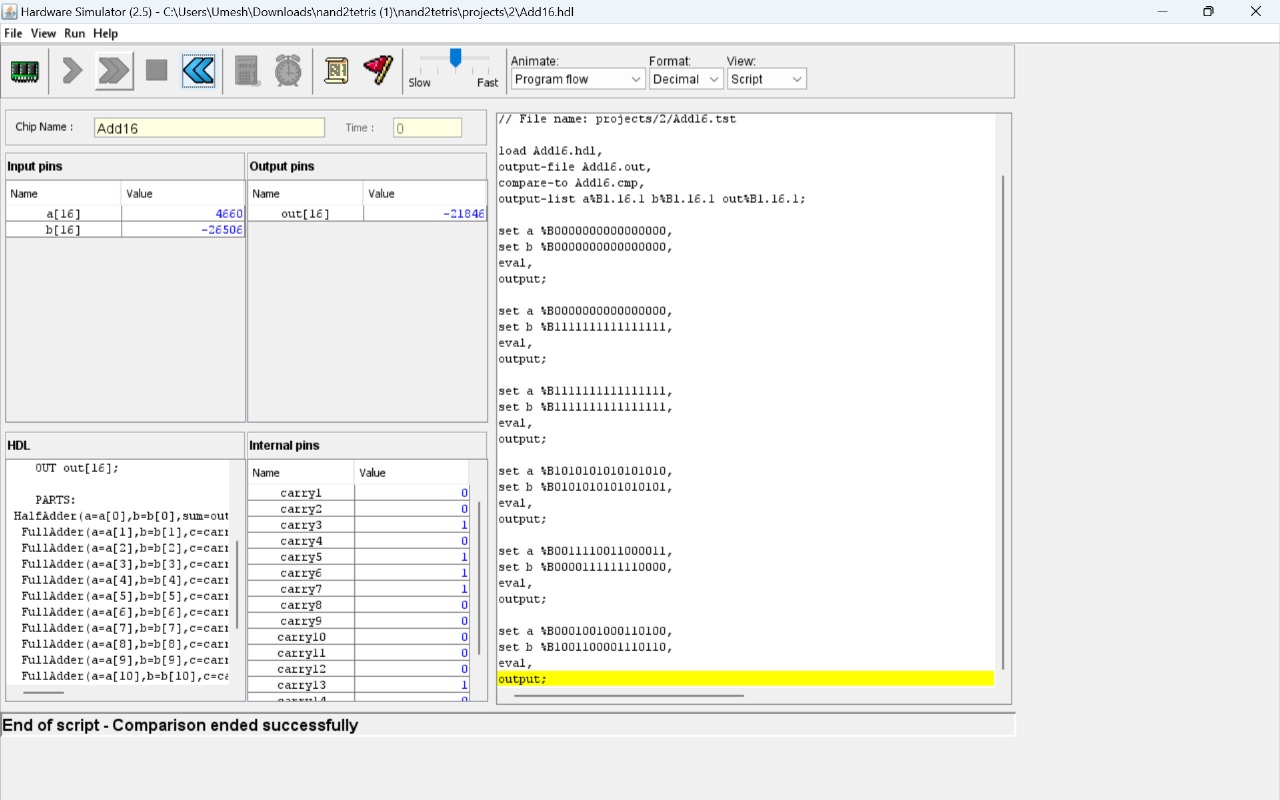 Hardware Simulator (2.5) - C:\Users\Umesh\Downloads\nand2tetris (1)\nand2tetris\projects\2\Add16.hdl
File View Run Help
Slow Fast
Animate: Format: View:
Program flow Decimal Script
Chip Name : Add16 Time : 0
Input pins
Name Value
a[16] 4660
b[16] -26506
Output pins
Name Value
out[16] -21846
HDL
OUT out[16];
PARTS:
HalfAdder(a=a[0],b=b[0],sum=out
FullAdder(a=a[1],b=b[1],c=carr
FullAdder(a=a[2],b=b[2],c=carr
FullAdder(a=a[3],b=b[3],c=carr
FullAdder(a=a[4],b=b[4],c=carr
FullAdder(a=a[5],b=b[5],c=carr
FullAdder(a=a[6],b=b[6],c=carr
FullAdder(a=a[7],b=b[7],c=carr
FullAdder(a=a[8],b=b[8],c=carr
FullAdder(a=a[9],b=b[9],c=carr
FullAdder(a=a[10],b=b[10],c=ca
Internal pins
Name Value
carry1 0
carry2 0
carry3 1
carry4 0
carry5 1
carry6 1
carry7 1
carry8 0
carry9 0
carry10 0
carry11 0
carry12 0
carry13 1
carry14 0
// File name: projects/2/Add16.tst
load Add16.hdl,
output-file Add16.out,
compare-to Add16.cmp,
output-list a%B1.16.1 b%B1.16.1 out%B1.16.1;
set a %B0000000000000000,
set b %B0000000000000000,
eval,
output;
set a %B0000000000000000,
set b %B1111111111111111,
eval,
output;
set a %B1111111111111111,
set b %B1111111111111111,
eval,
output;
set a %B1010101010101010,
set b %B0101010101010101,
eval,
output;
set a %B0011110011000011,
set b %B0000111111110000,
eval,
output;
set a %B0001001000110100,
set b %B1001100001110110,
eval,
output;
End of script - Comparison ended successfully